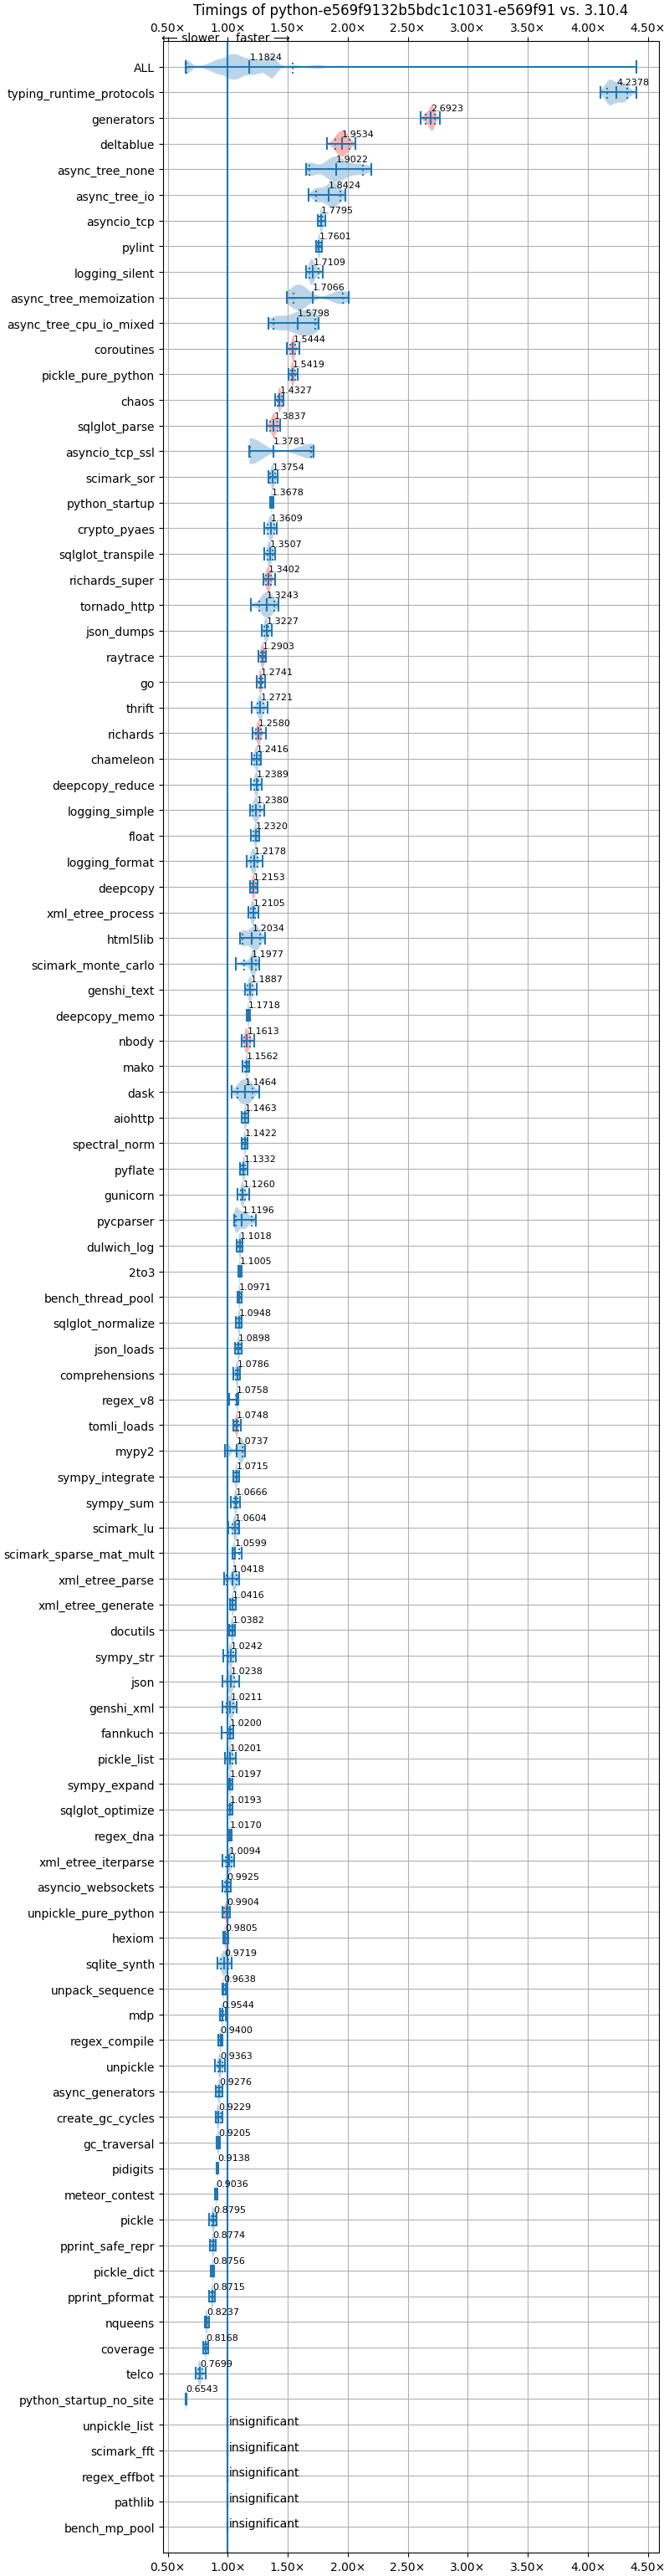 Timings of python-e569f9132b5bdc1c1031-e569f91 vs. 3.10.4
0.50× 1.00× 1.50× 2.00× 2.50× 3.00× 3.50× 4.00× 4.50×
slower faster
ALL 1.1824
typing_runtime_protocols 4.2378
generators 2.6923
deltablue 1.9534
async_tree_none 1.9022
async_tree_io 1.8424
asyncio_tcp 1.7795
pylint 1.7601
logging_silent 1.7109
async_tree_memoization 1.7066
async_tree_cpu_io_mixed 1.5798
coroutines 1.5444
pickle_pure_python 1.5419
chaos 1.4327
sqlglot_parse 1.3837
asyncio_tcp_ssl 1.3781
scimark_sor 1.3754
python_startup 1.3678
crypto_pyaes 1.3609
sqlglot_transpile 1.3507
richards_super 1.3402
tornado_http 1.3243
json_dumps 1.3227
raytrace 1.2903
go 1.2741
thrift 1.2721
richards 1.2580
chameleon 1.2416
deepcopy_reduce 1.2389
logging_simple 1.2380
float 1.2320
logging_format 1.2178
deepcopy 1.2153
xml_etree_process 1.2105
html5lib 1.2034
scimark_monte_carlo 1.1977
genshi_text 1.1887
deepcopy_memo 1.1718
nbody 1.1613
mako 1.1562
dask 1.1464
aiohttp 1.1463
spectral_norm 1.1422
pyflate 1.1332
gunicorn 1.1260
pycparser 1.1196
dulwich_log 1.1018
2to3 1.1005
bench_thread_pool 1.0971
sqlglot_normalize 1.0948
json_loads 1.0898
comprehensions 1.0786
regex_v8 1.0758
tomli_loads 1.0748
mypy2 1.0737
sympy_integrate 1.0715
sympy_sum 1.0666
scimark_lu 1.0604
scimark_sparse_mat_mult 1.0599
xml_etree_parse 1.0418
xml_etree_generate 1.0416
docutils 1.0382
sympy_str 1.0242
json 1.0238
genshi_xml 1.0211
fannkuch 1.0200
pickle_list 1.0201
sympy_expand 1.0197
sqlglot_optimize 1.0193
regex_dna 1.0170
xml_etree_iterparse 1.0094
asyncio_websockets 0.9925
unpickle_pure_python 0.9904
hexiom 0.9805
sqlite_synth 0.9719
unpack_sequence 0.9638
mdp 0.9544
regex_compile 0.9400
unpickle 0.9363
async_generators 0.9276
create_gc_cycles 0.9229
gc_traversal 0.9205
pidigits 0.9138
meteor_contest 0.9036
pickle 0.8795
pprint_safe_repr 0.8774
pickle_dict 0.8756
pprint_pformat 0.8715
nqueens 0.8237
coverage 0.8168
telco 0.7699
python_startup_no_site 0.6543
unpickle_list insignificant
scimark_fft insignificant
regex_effbot insignificant
pathlib insignificant
bench_mp_pool insignificant
0.50× 1.00× 1.50× 2.00× 2.50× 3.00× 3.50× 4.00× 4.50×